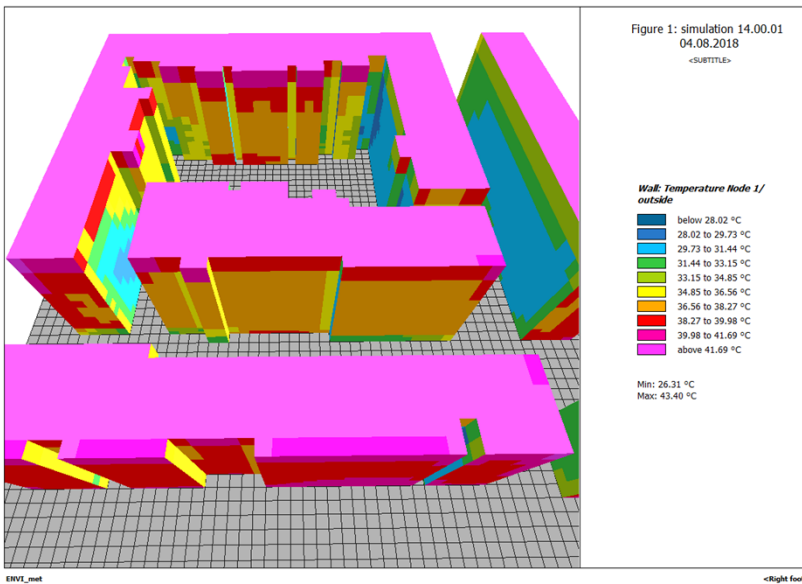 Figure 1: simulation 14.00.01
04.08.2018
<SUBTITLE>
Wall: Temperature Node 1/
outside
below 28.02 °C
28.02 to 29.73 °C
29.73 to 31.44 °C
31.44 to 33.15 °C
33.15 to 34.85 °C
34.85 to 36.56 °C
36.56 to 38.27 °C
38.27 to 39.98 °C
39.98 to 41.69 °C
above 41.69 °C
Min: 26.31 °C
Max: 43.40 °C
ENVI_met
<Right foo